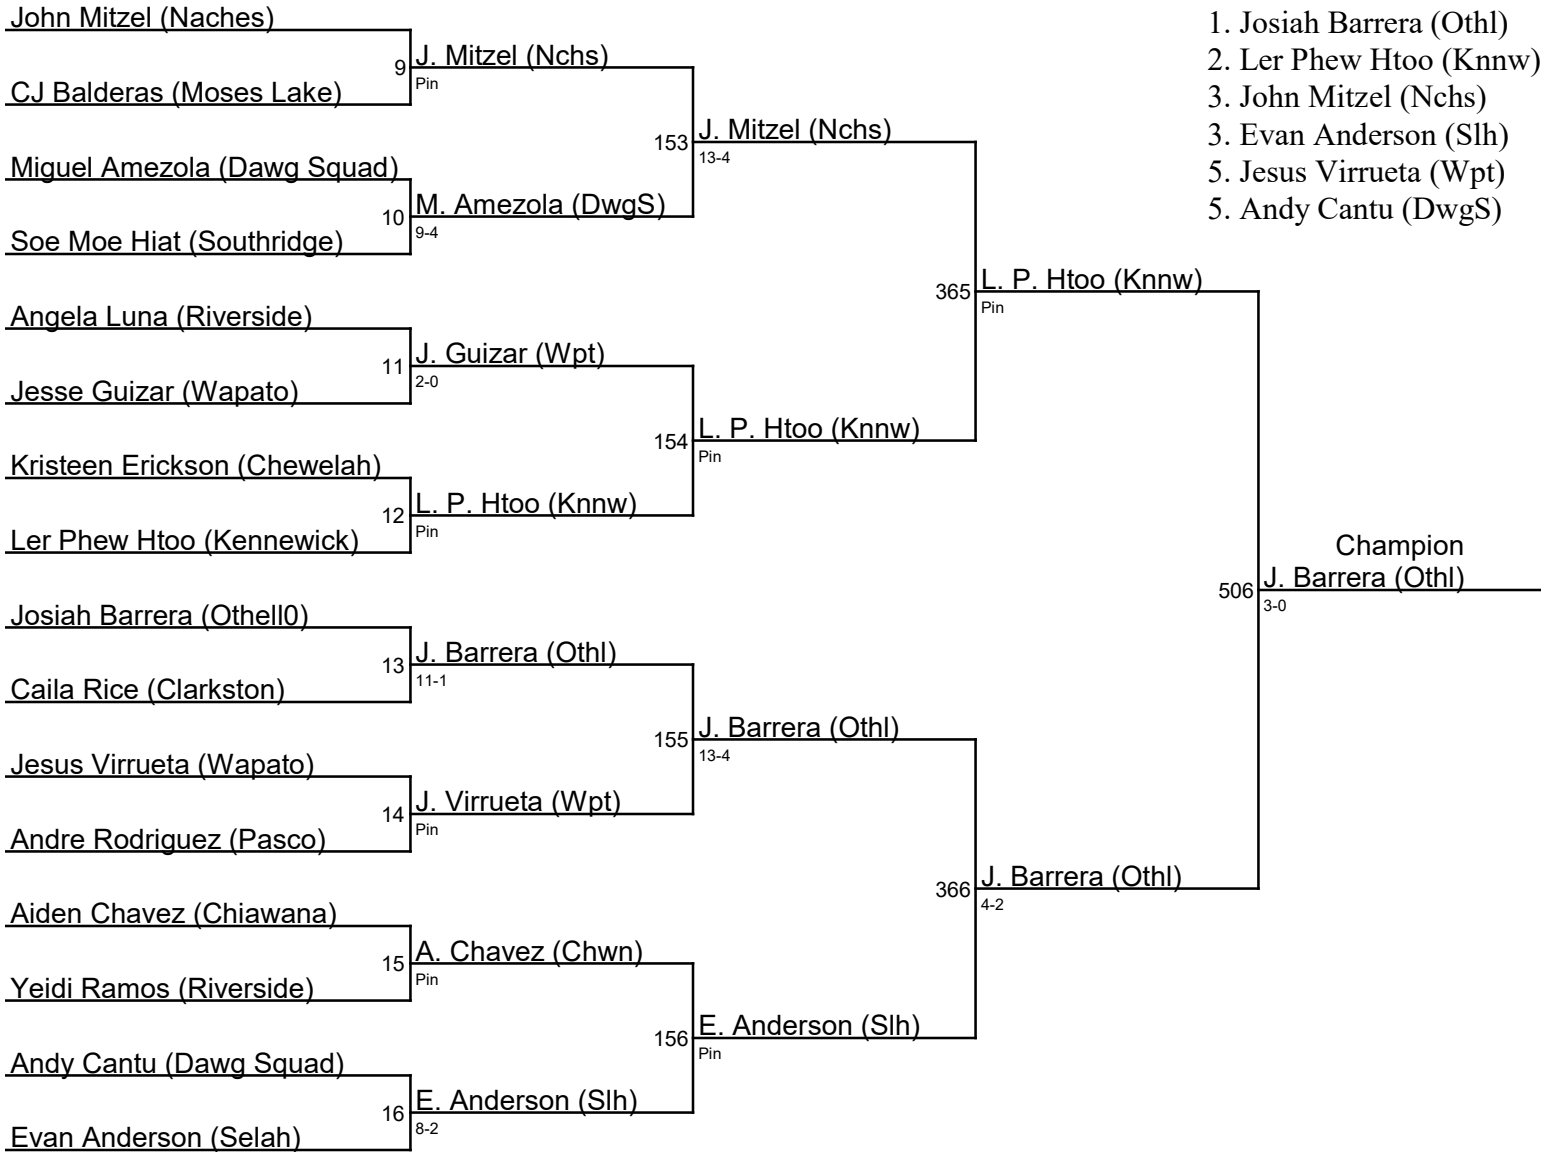 John Mitzel (Naches)
CJ Balderas (Moses Lake)
Miguel Amezola (Dawg Squad)
Soe Moe Hiat (Southridge)
Angela Luna (Riverside)
Jesse Guizar (Wapato)
Kristeen Erickson (Chewelah)
Ler Phew Htoo (Kennewick)
Josiah Barrera (Othell0)
Caila Rice (Clarkston)
Jesus Virrueta (Wapato)
Andre Rodriguez (Pasco)
Aiden Chavez (Chiawana)
Yeidi Ramos (Riverside)
Andy Cantu (Dawg Squad)
Evan Anderson (Selah)
9 J. Mitzel (Nchs)
Pin
10 M. Amezola (DwgS)
9-4
11 J. Guizar (Wpt)
2-0
12 L. P. Htoo (Knnw)
Pin
13 J. Barrera (Othl)
11-1
14 J. Virrueta (Wpt)
Pin
15 A. Chavez (Chwn)
Pin
16 E. Anderson (Slh)
8-2
153 J. Mitzel (Nchs)
13-4
154 L. P. Htoo (Knnw)
Pin
155 J. Barrera (Othl)
13-4
156 E. Anderson (Slh)
Pin
365 L. P. Htoo (Knnw)
Pin
366 J. Barrera (Othl)
4-2
Champion
506 J. Barrera (Othl)
3-0
1. Josiah Barrera (Othl)
2. Ler Phew Htoo (Knnw)
3. John Mitzel (Nchs)
3. Evan Anderson (Slh)
5. Jesus Virrueta (Wpt)
5. Andy Cantu (DwgS)